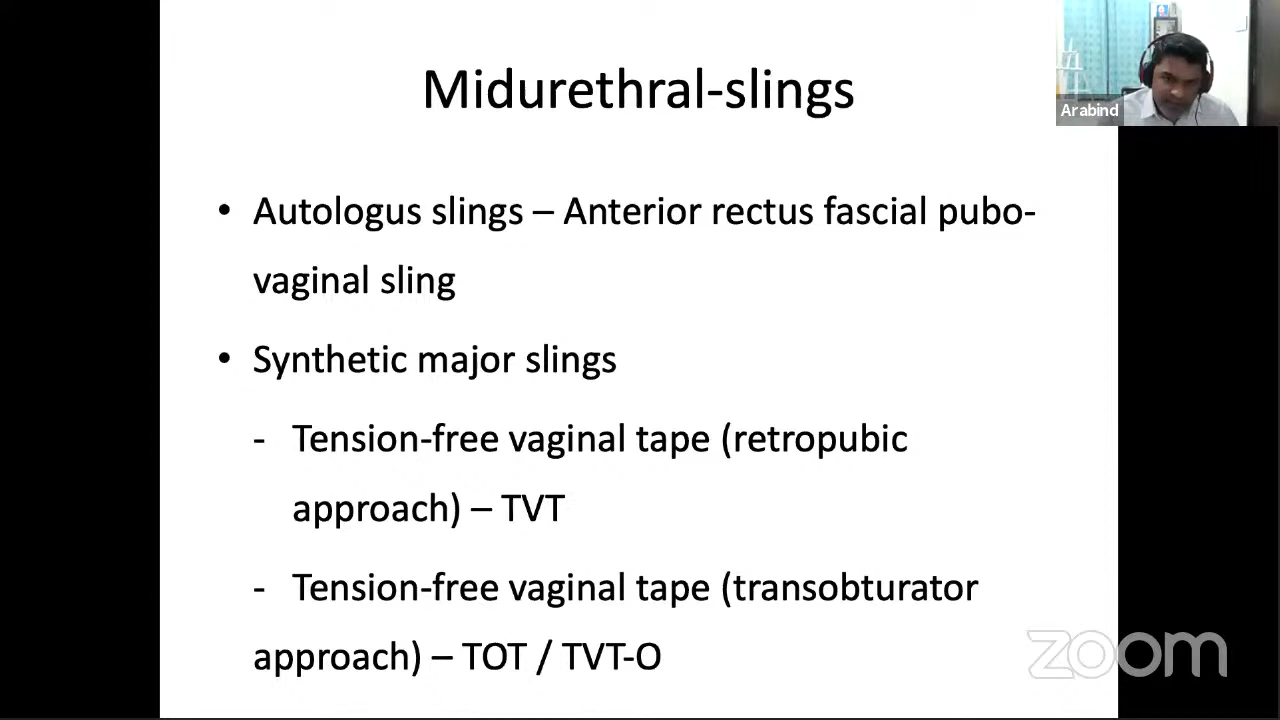 Midurethral-slings
Arabind
• Autologus slings – Anterior rectus fascial pubo-
vaginal sling
• Synthetic major slings
- Tension-free vaginal tape (retropubic
approach) – TVT
- Tension-free vaginal tape (transobturator
approach) – TOT / TVT-O
zoom